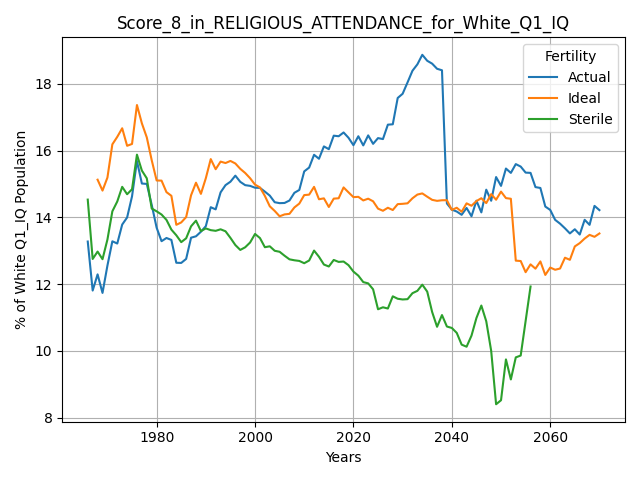 Score_8_in_RELIGIOUS_ATTENDANCE_for_White_Q1_IQ
Fertility
Actual
Ideal
Sterile
% of White Q1_IQ Population
18
16
14
12
10
8
1980
2000
2020
2040
2060
Years